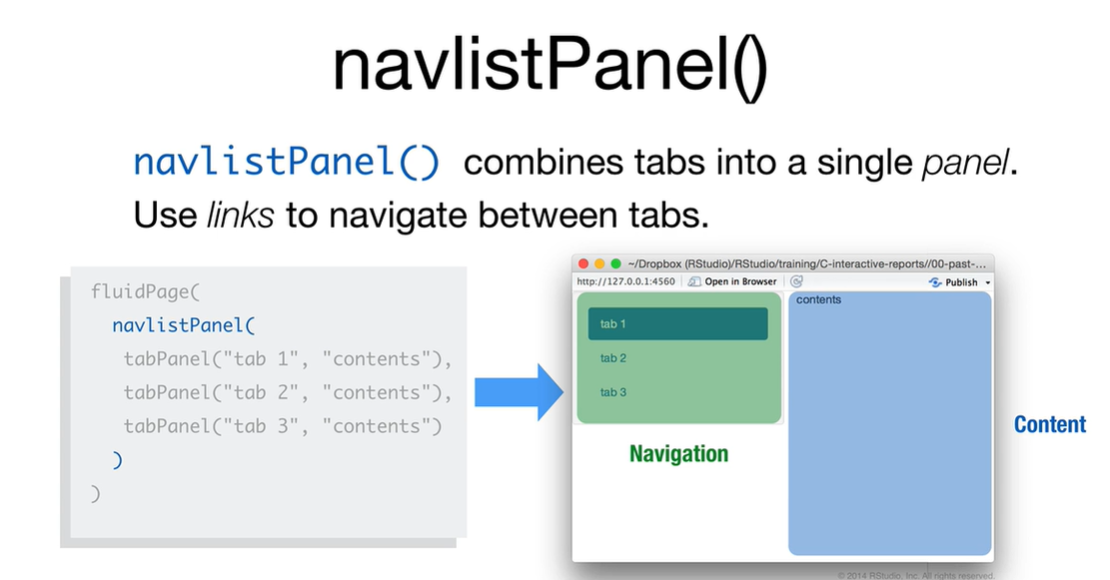 navlistPanel()
navlistPanel() combines tabs into a single panel.
Use links to navigate between tabs.
fluidPage(
navlistPanel(
tabPanel("tab 1", "contents"),
tabPanel("tab 2", "contents"),
tabPanel("tab 3", "contents")
)
)
~/Dropbox (RStudio)/RStudio/training/C-interactive-reports//00-past-...
http://127.0.0.1:4560 Open in Browser Publish
tab 1
tab 2
tab 3
contents
Navigation
Content
© 2014 RStudio, Inc. All rights reserved.